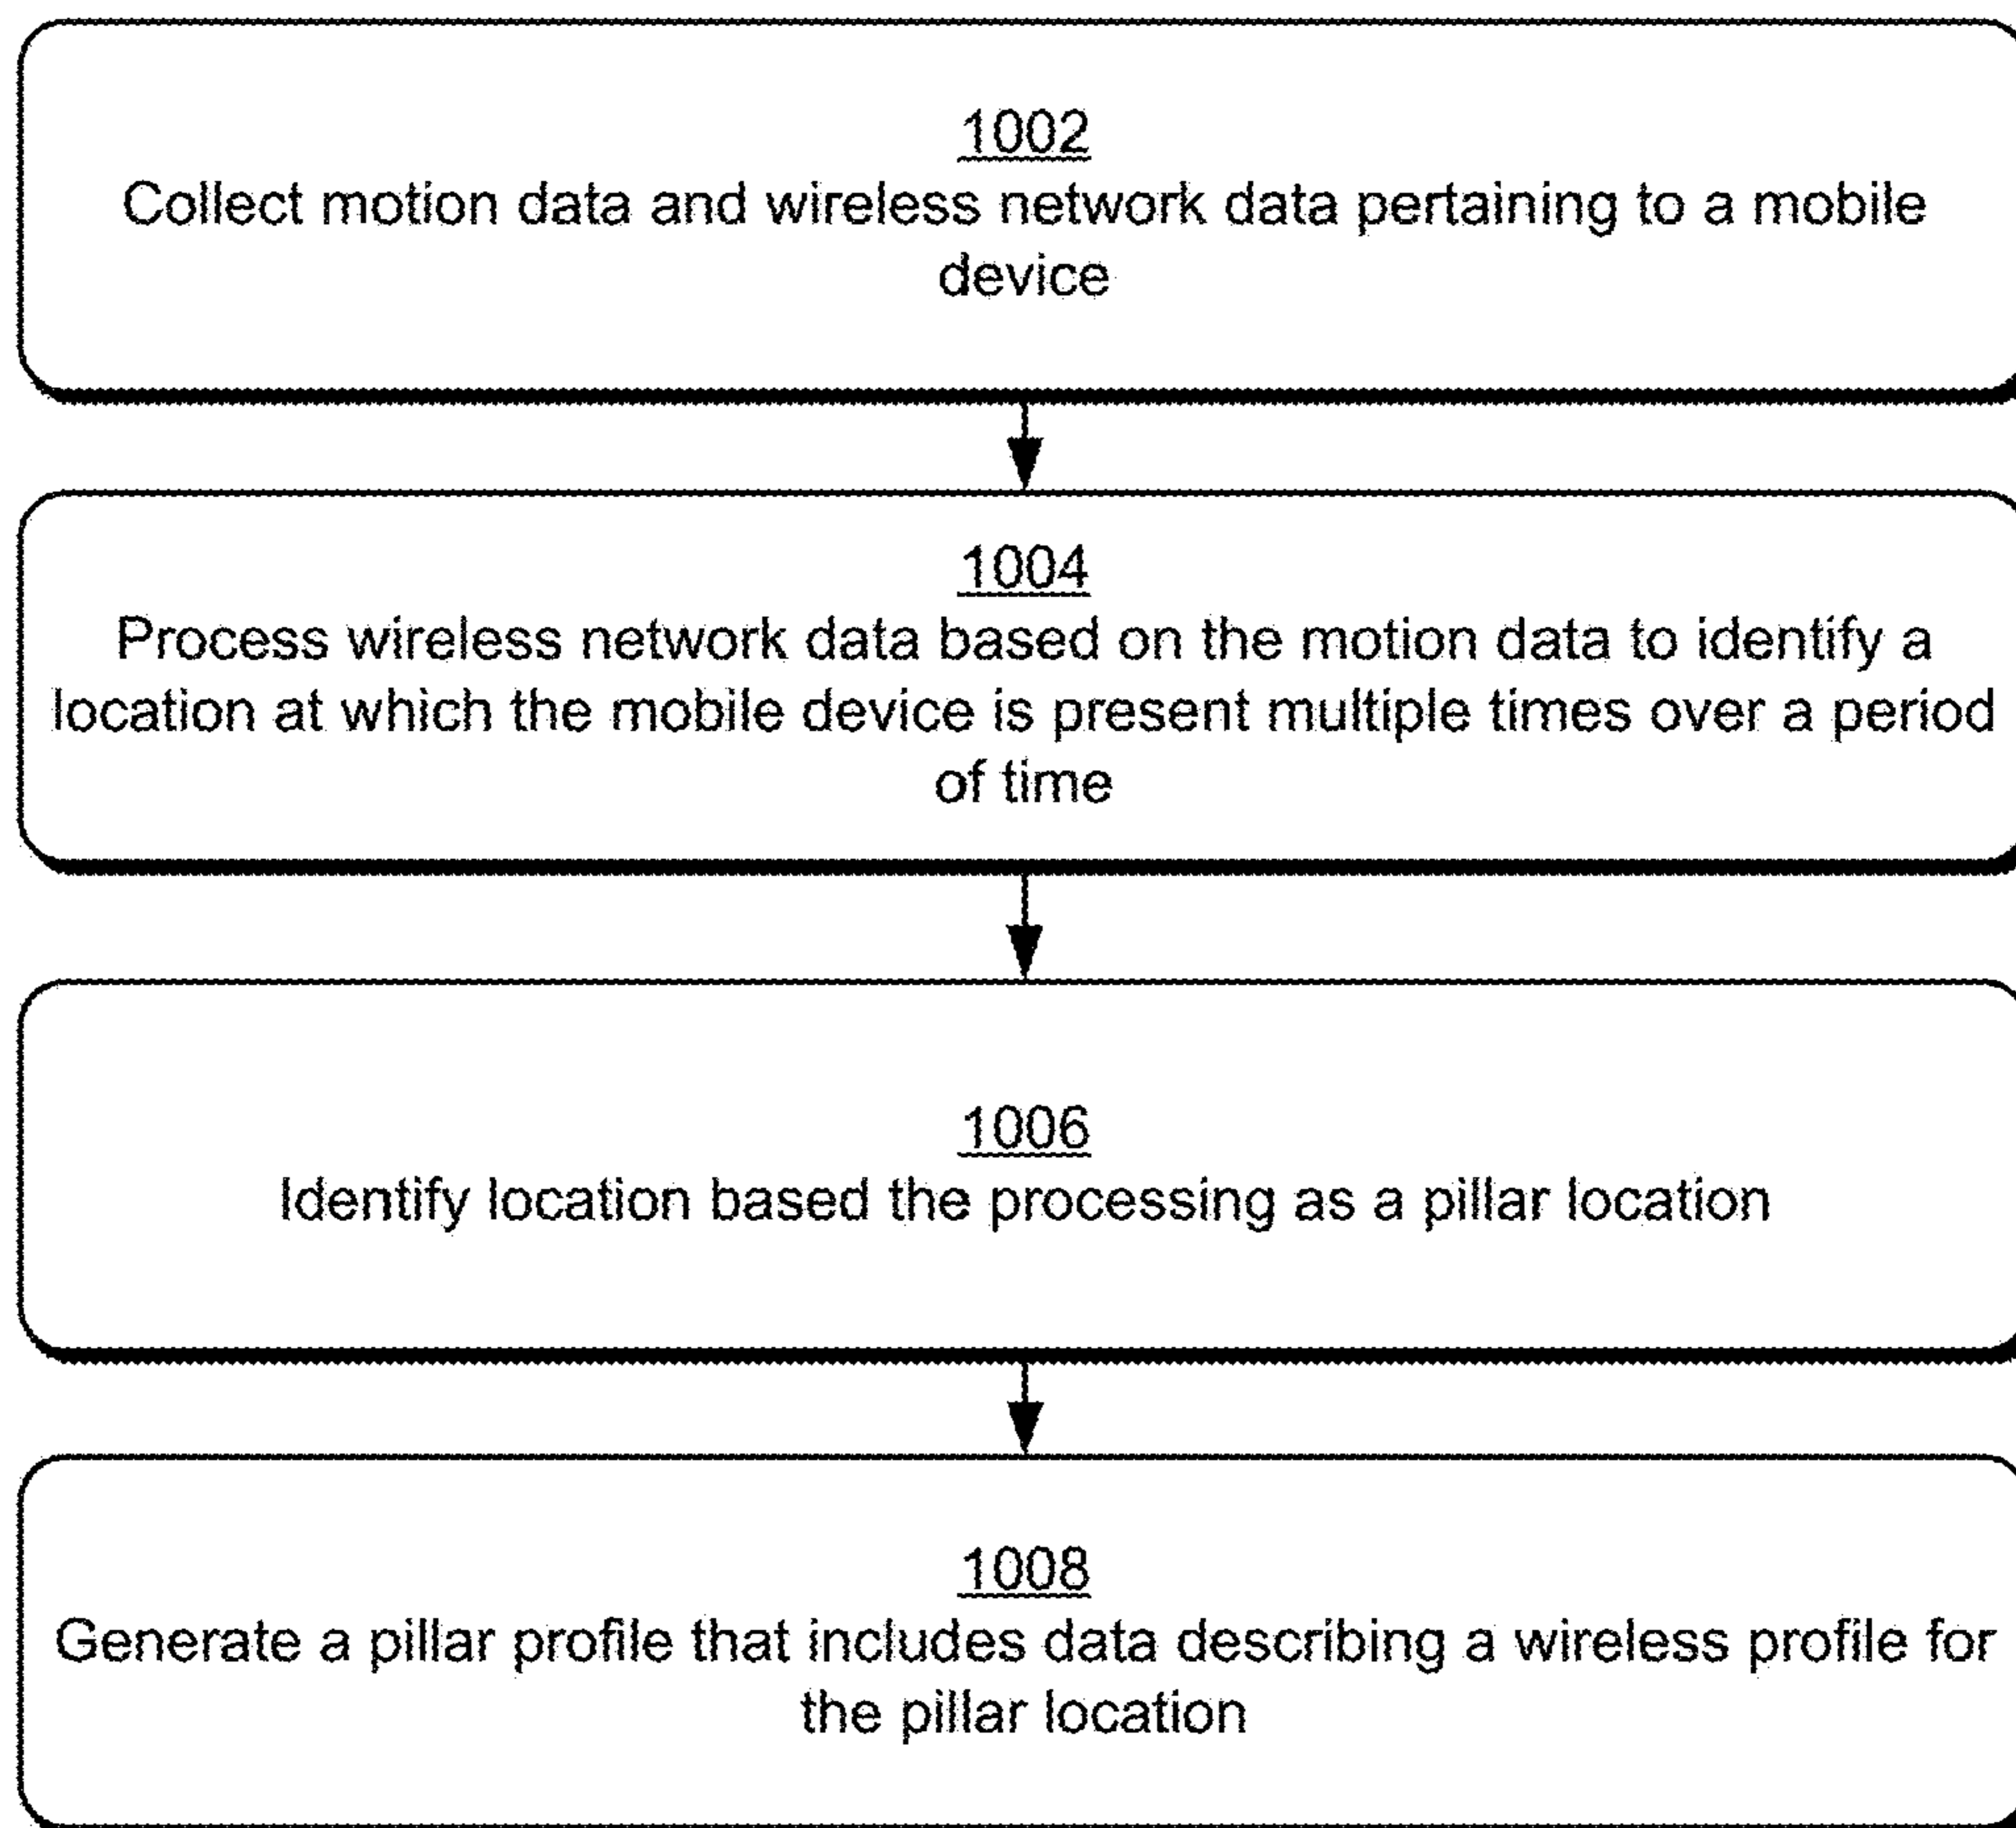 1002
Collect motion data and wireless network data pertaining to a mobile
device
1004
Process wireless network data based on the motion data to identify a
location at which the mobile device is present multiple times over a period
of time
1006
Identify location based the processing as a pillar location
1008
Generate a pillar profile that includes data describing a wireless profile for
the pillar location